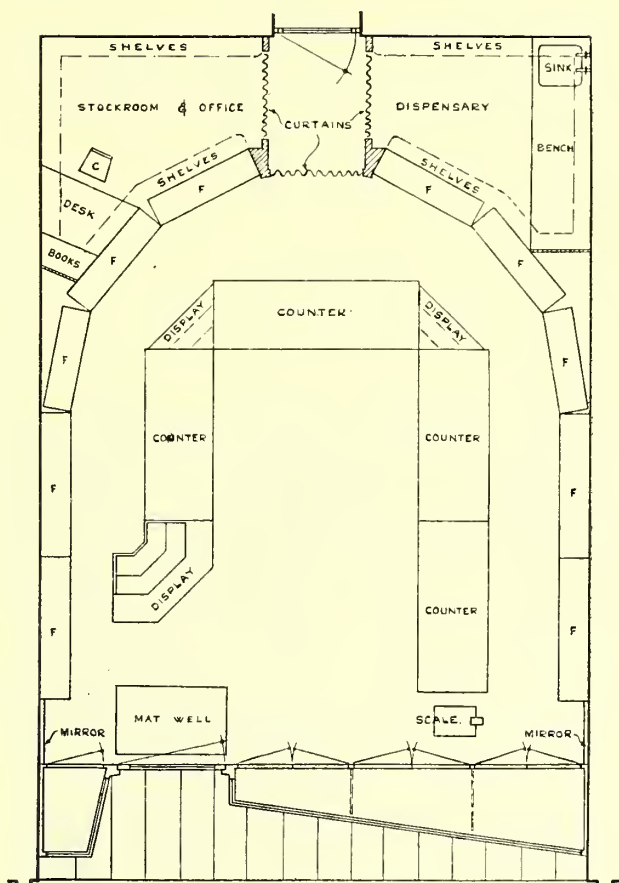 SHELVES
SHELVES
SINK
STOCKROOM & OFFICE
DISPENSARY
CURTAINS
BENCH
C
SHELVES
SHELVES
F
F
DESK
BOOKS
F
F
DISPLAY
COUNTER
DISPLAY
F
F
COUNTER
COUNTER
F
F
DISPLAY
COUNTER
F
F
MAT WELL
SCALE.
MIRROR
MIRROR